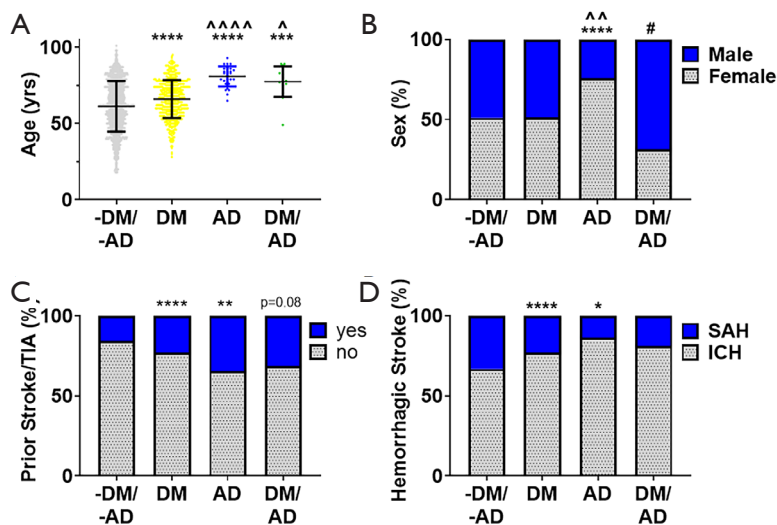 A
^^^^ ^
**** **** ***
Age (yrs)
100
50
0
-DM/ DM AD DM/
-AD AD
B
^^
**** #
Sex (%)
100
50
0
Male
Female
-DM/ DM AD DM/
-AD AD
C
**** ** p=0.08
Prior Stroke/TIA (%)
100
50
0
yes
no
-DM/ DM AD DM/
-AD AD
D
**** *
Hemorrhagic Stroke (%)
100
50
0
SAH
ICH
-DM/ DM AD DM/
-AD AD